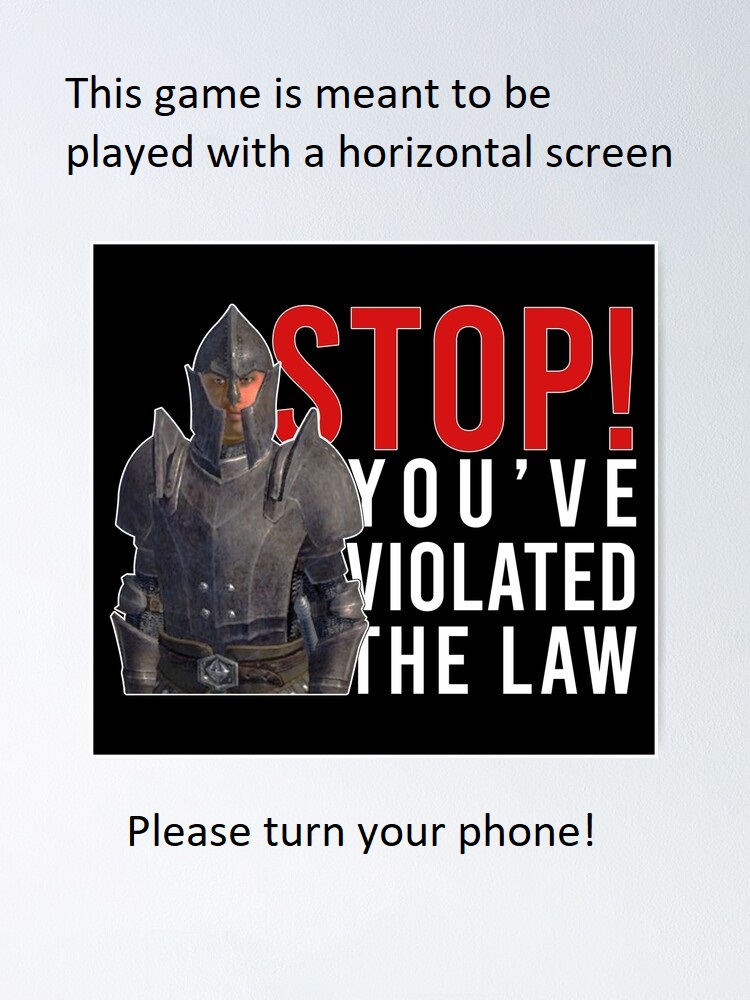 This game is meant to be
played with a horizontal screen
STOP!
YOU'VE
VIOLATED
THE LAW
Please turn your phone!